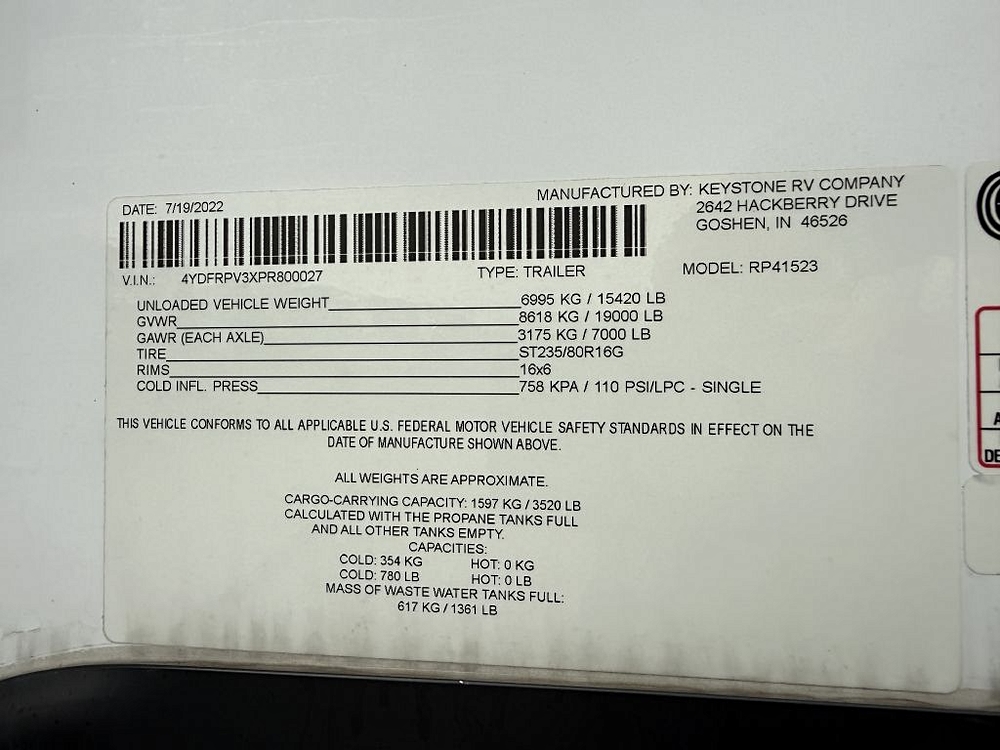 DATE: 7/19/2022
MANUFACTURED BY: KEYSTONE RV COMPANY
2642 HACKBERRY DRIVE
GOSHEN, IN 46526
V.I.N.: 4YDFRPV3XPR800027 TYPE: TRAILER MODEL: RP41523
UNLOADED VEHICLE WEIGHT 6995 KG / 15420 LB
GVWR 8618 KG / 19000 LB
GAWR (EACH AXLE) 3175 KG / 7000 LB
TIRE ST235/80R16G
RIMS 16x6
COLD INFL. PRESS 758 KPA / 110 PSI/LPC - SINGLE
THIS VEHICLE CONFORMS TO ALL APPLICABLE U.S. FEDERAL MOTOR VEHICLE SAFETY STANDARDS IN EFFECT ON THE
DATE OF MANUFACTURE SHOWN ABOVE.
ALL WEIGHTS ARE APPROXIMATE.
CARGO-CARRYING CAPACITY: 1597 KG / 3520 LB
CALCULATED WITH THE PROPANE TANKS FULL
AND ALL OTHER TANKS EMPTY.
CAPACITIES:
COLD: 354 KG HOT: 0 KG
COLD: 780 LB HOT: 0 LB
MASS OF WASTE WATER TANKS FULL:
617 KG / 1361 LB